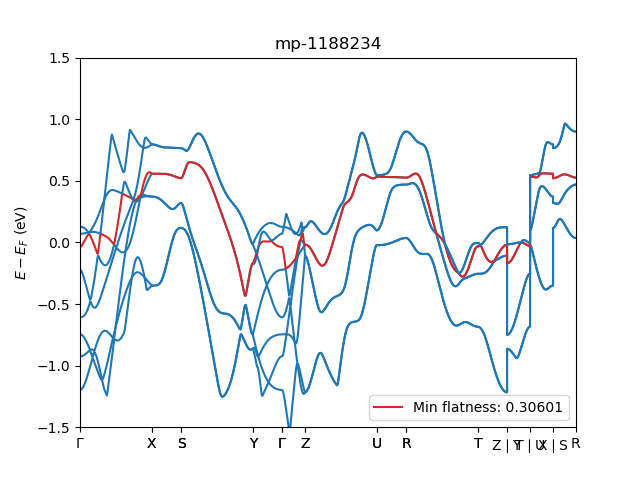 mp-1188234
E − E_F (eV)
1.5
1.0
0.5
0.0
−0.5
−1.0
−1.5
Min flatness: 0.30601
Γ X S Y Γ Z U R T Z | Y T | U X | S R